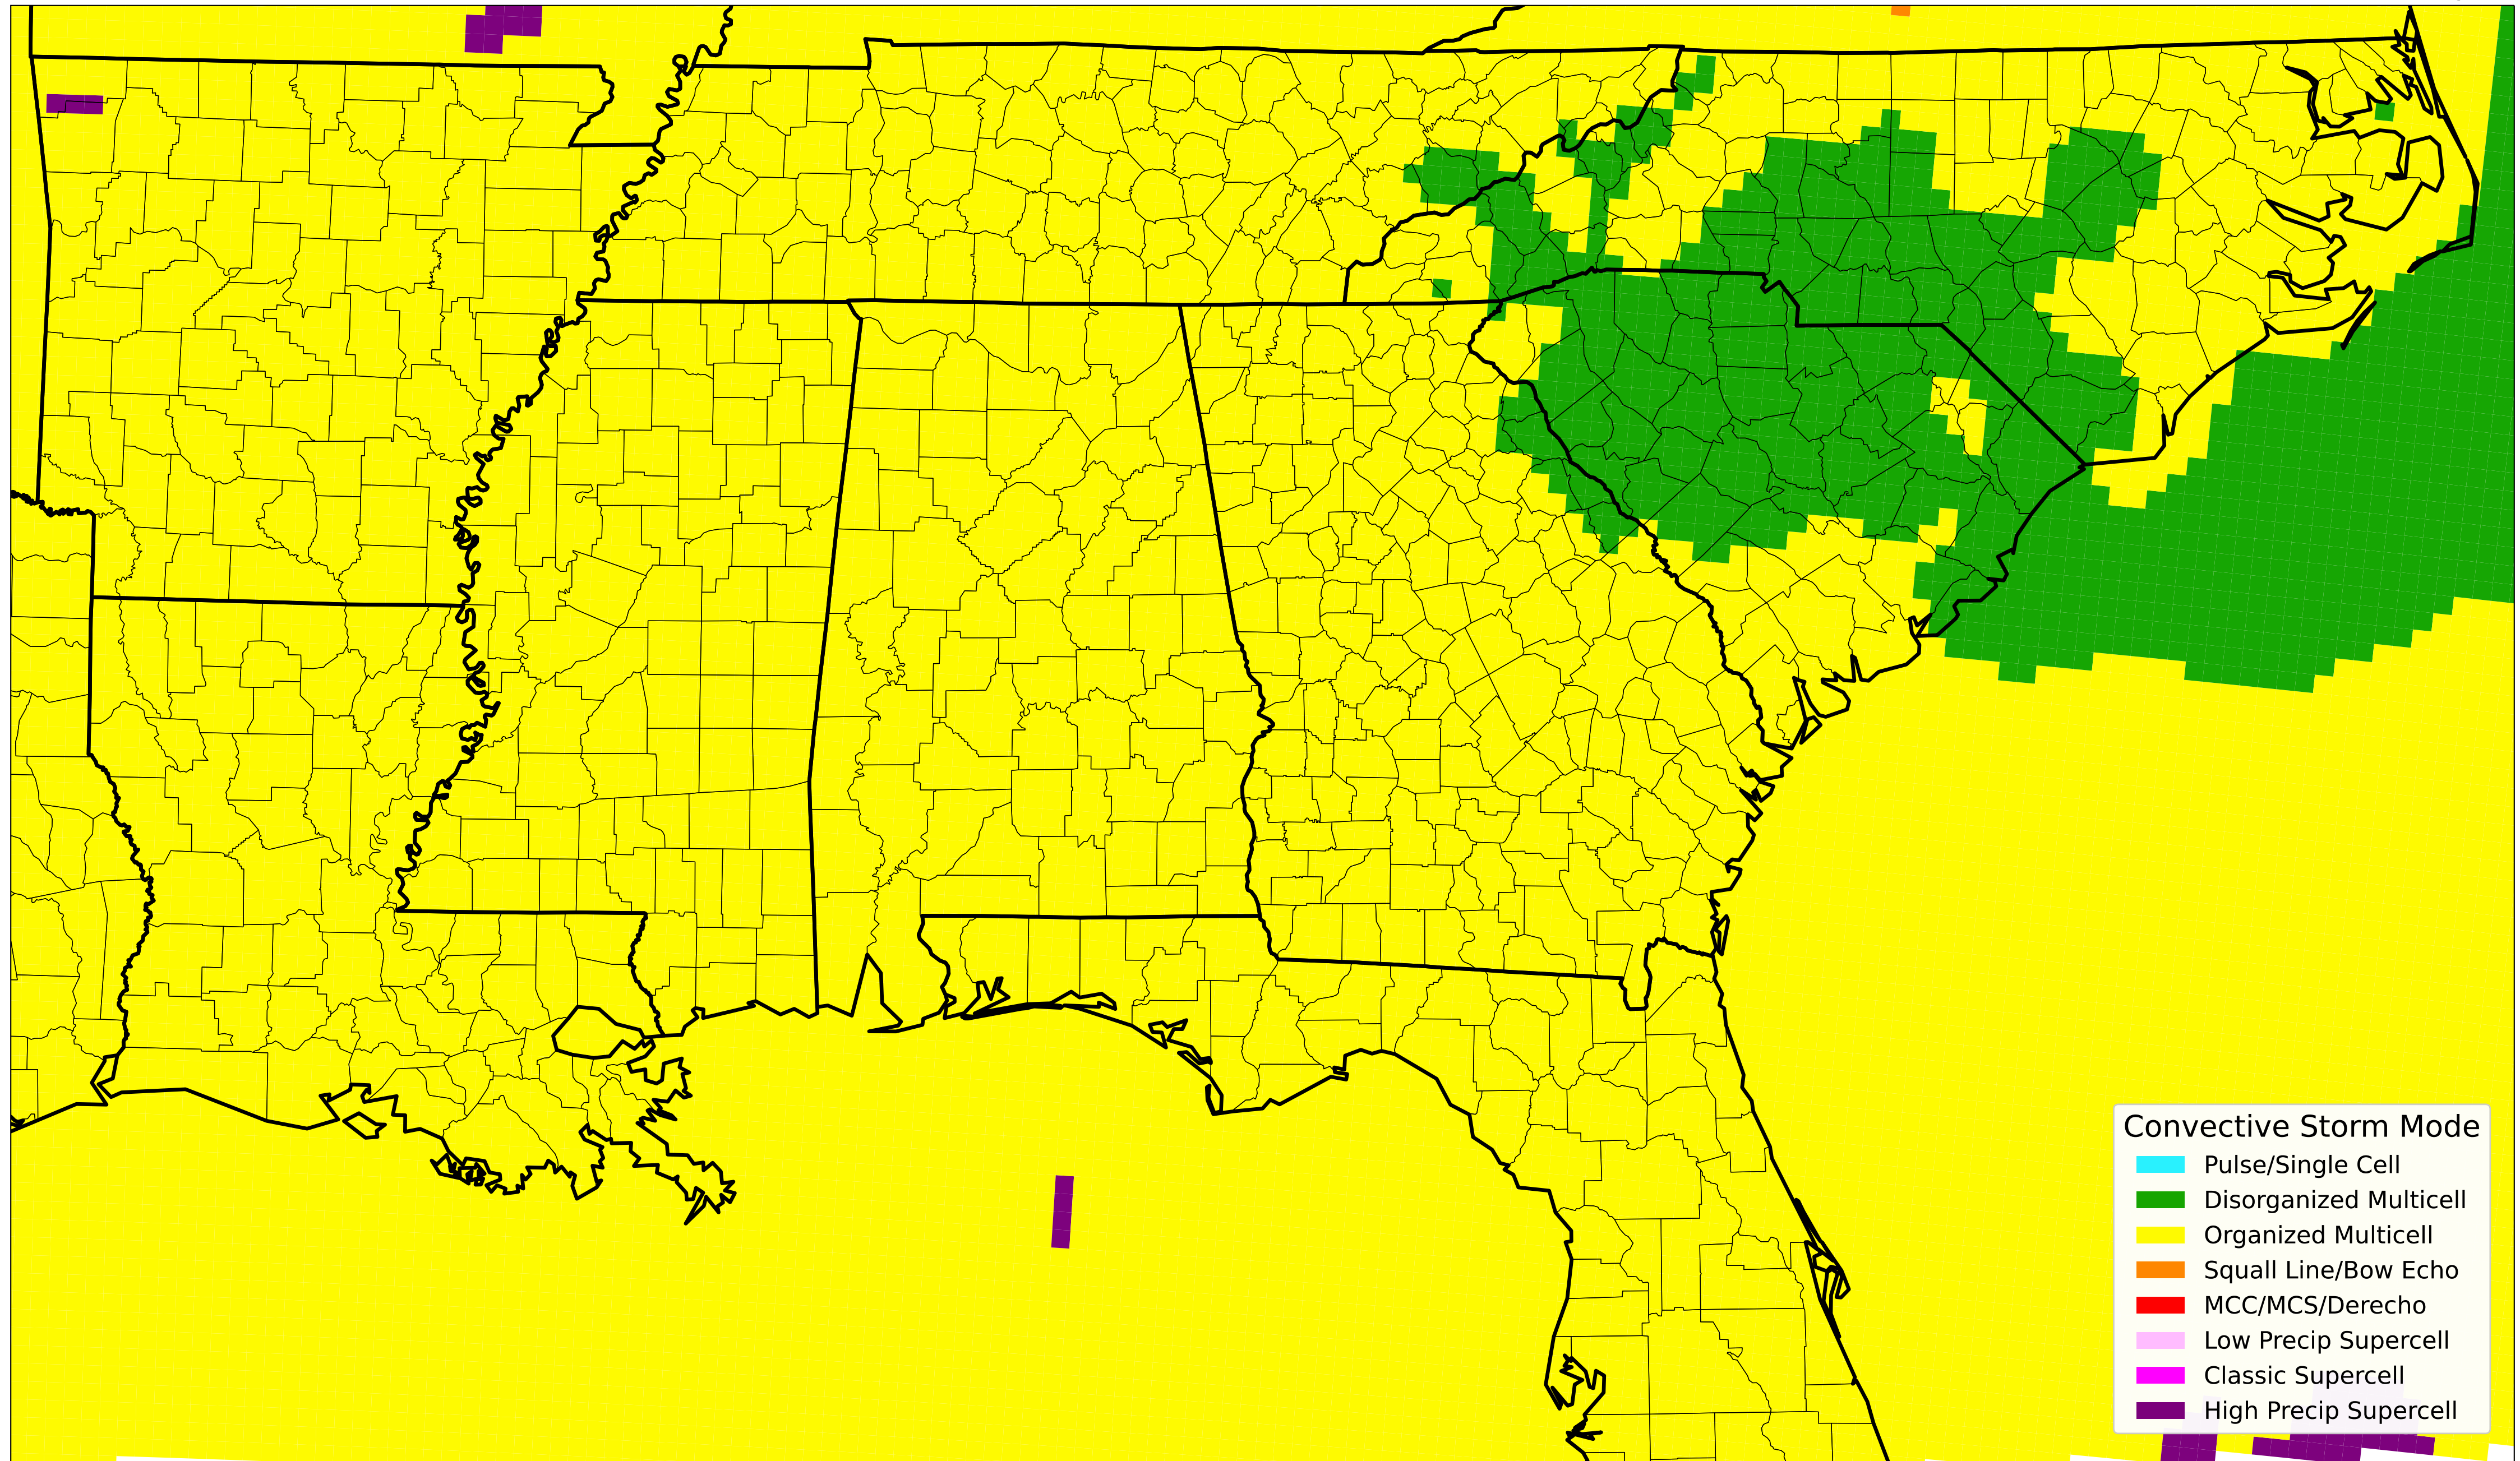 Convective Storm Mode
Pulse/Single Cell
Disorganized Multicell
Organized Multicell
Squall Line/Bow Echo
MCC/MCS/Derecho
Low Precip Supercell
Classic Supercell
High Precip Supercell